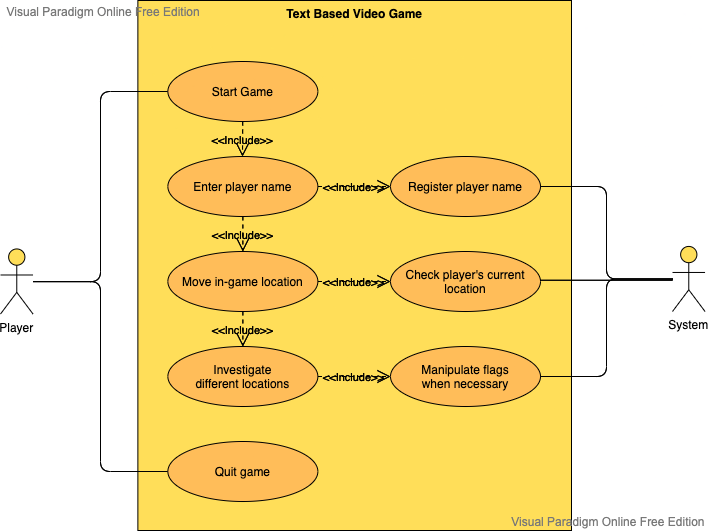 Visual Paradigm Online Free Edition
Text Based Video Game
Start Game
<<Include>>
Enter player name
<<Include>>
Register player name
<<Include>>
Move in-game location
<<Include>>
Check player's current
location
<<Include>>
Investigate
different locations
<<Include>>
Manipulate flags
when necessary
Quit game
Player
System
Visual Paradigm Online Free Edition